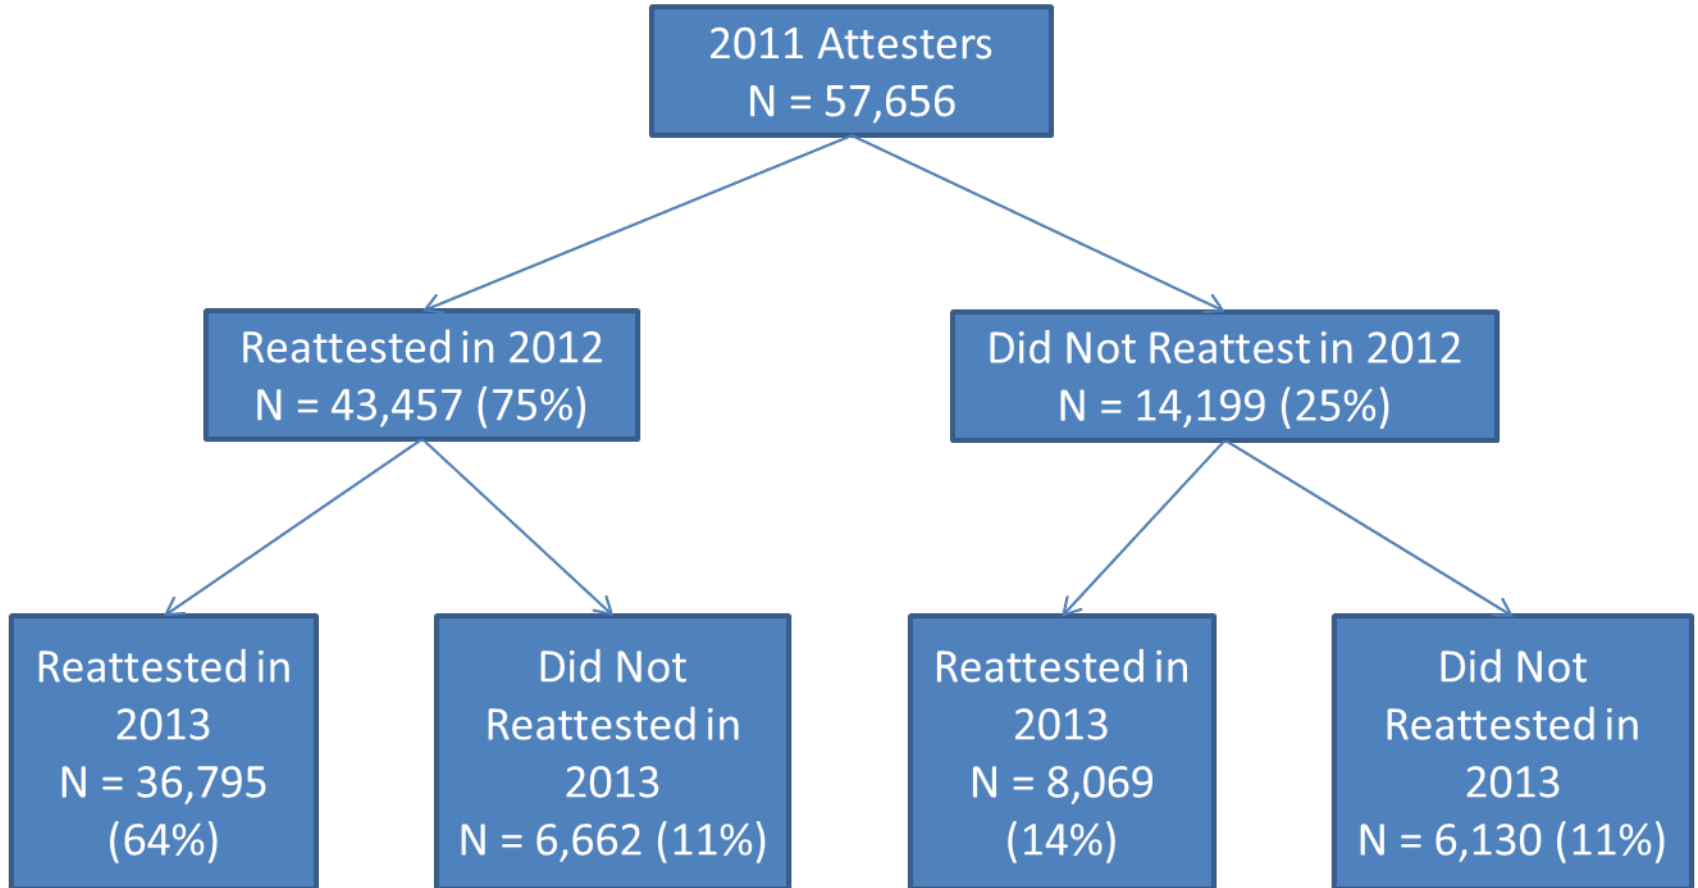 2011 Attesters
N = 57,656
Reattested in 2012
N = 43,457 (75%)
Did Not Reattest in 2012
N = 14,199 (25%)
Reattested in
2013
N = 36,795
(64%)
Did Not
Reattested in
2013
N = 6,662 (11%)
Reattested in
2013
N = 8,069
(14%)
Did Not
Reattested in
2013
N = 6,130 (11%)